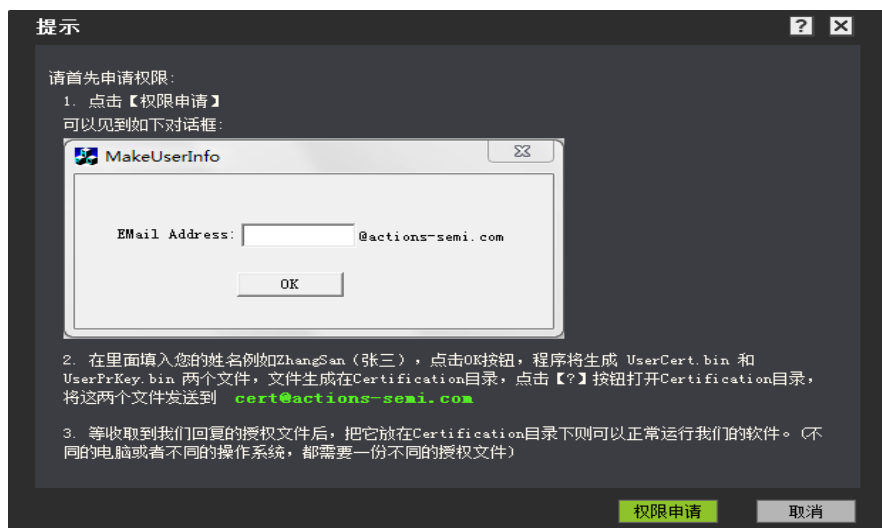 提示
请首先申请权限:
1. 点击【权限申请】
可以见到如下对话框:
MakeUserInfo
EMail Address: @actions-semi.com
OK
2. 在里面填入您的姓名例如ZhangSan（张三），点击OK按钮，程序将生成 UserCert.bin 和
UserPrKey.bin 两个文件，文件生成在Certification目录，点击【?】按钮打开Certification目录，
将这两个文件发送到 cert@actions-semi.com
3. 等收取到我们回复的授权文件后，把它放在Certification目录下则可以正常运行我们的软件。（不
同的电脑或者不同的操作系统，都需要一份不同的授权文件）
权限申请 取消